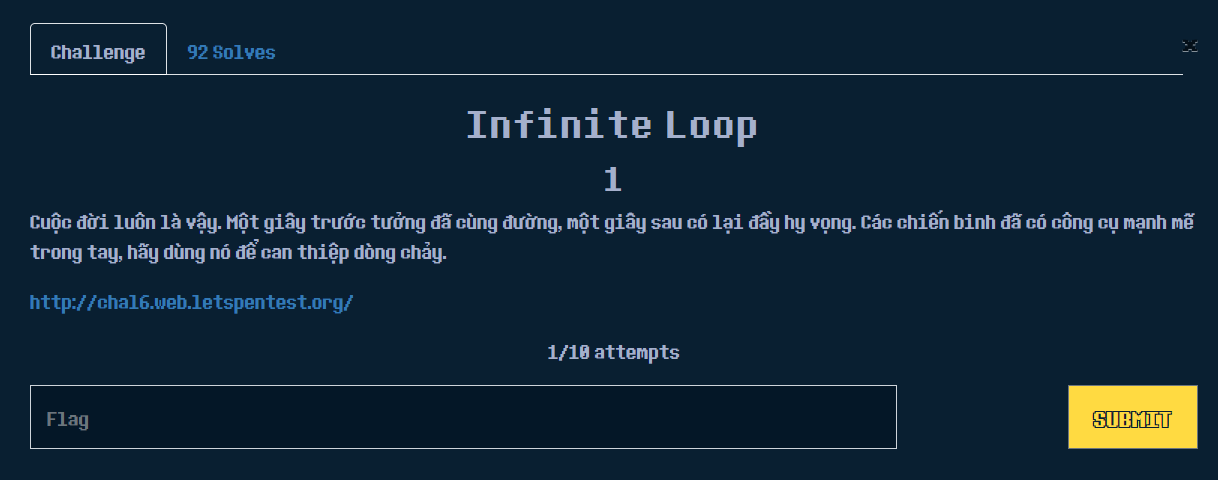 Challenge
92 Solves
×
Infinite Loop
1
Cuộc đời luôn là vậy. Một giây trước tưởng đã cùng đường, một giây sau có lại đầy hy vọng. Các chiến binh đã có công cụ mạnh mẽ
trong tay, hãy dùng nó để can thiệp dòng chảy.
http://chal6.web.letspentest.org/
1/10 attempts
Flag
SUBMIT